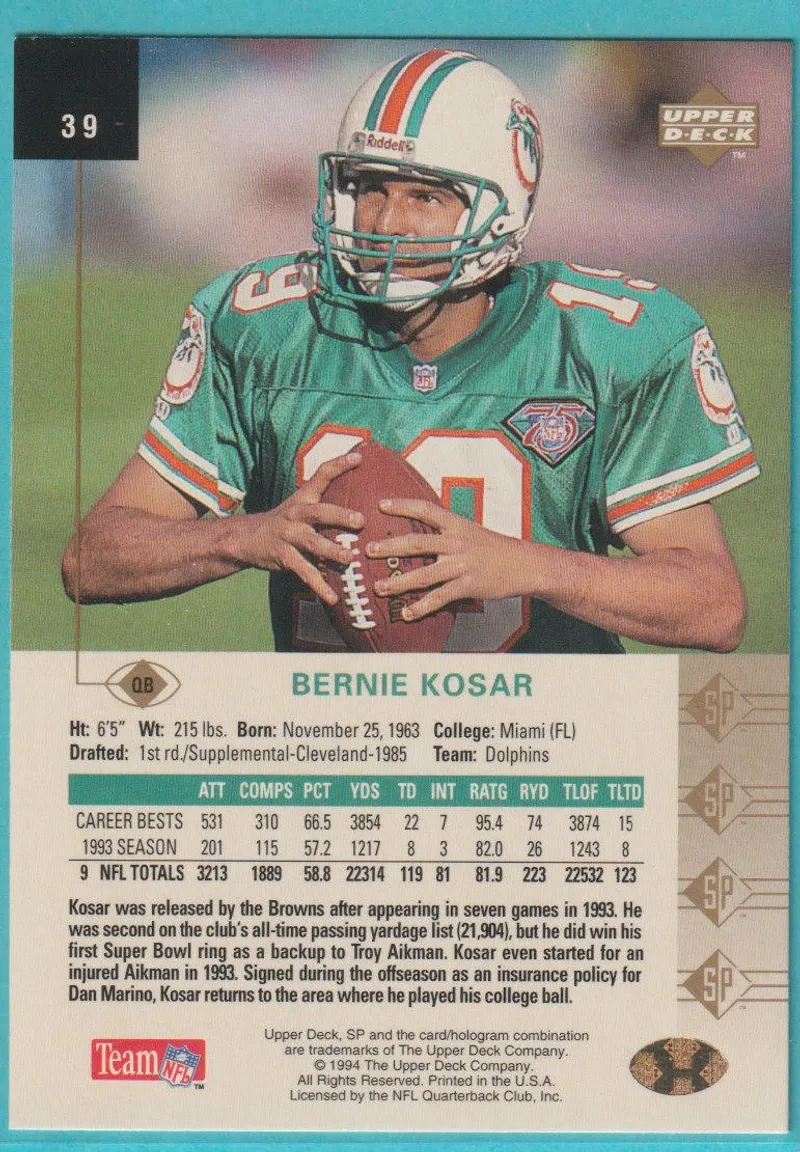 39
UPPER
D·E·C·K
TM
Riddell
19
19
75
NFL
19
QB
BERNIE KOSAR
Ht: 6'5" Wt: 215 lbs. Born: November 25, 1963 College: Miami (FL)
Drafted: 1st rd./Supplemental-Cleveland-1985 Team: Dolphins
ATT COMPS PCT YDS TD INT RATG RYD TLOF TLTD
CAREER BESTS 531 310 66.5 3854 22 7 95.4 74 3874 15
1993 SEASON 201 115 57.2 1217 8 3 82.0 26 1243 8
9 NFL TOTALS 3213 1889 58.8 22314 119 81 81.9 223 22532 123
Kosar was released by the Browns after appearing in seven games in 1993. He
was second on the club's all-time passing yardage list (21,904), but he did win his
first Super Bowl ring as a backup to Troy Aikman. Kosar even started for an
injured Aikman in 1993. Signed during the offseason as an insurance policy for
Dan Marino, Kosar returns to the area where he played his college ball.
SP
SP
SP
SP
Team NFL TM
Upper Deck, SP and the card/hologram combination
are trademarks of The Upper Deck Company.
© 1994 The Upper Deck Company.
All Rights Reserved. Printed in the U.S.A.
Licensed by the NFL Quarterback Club, Inc.